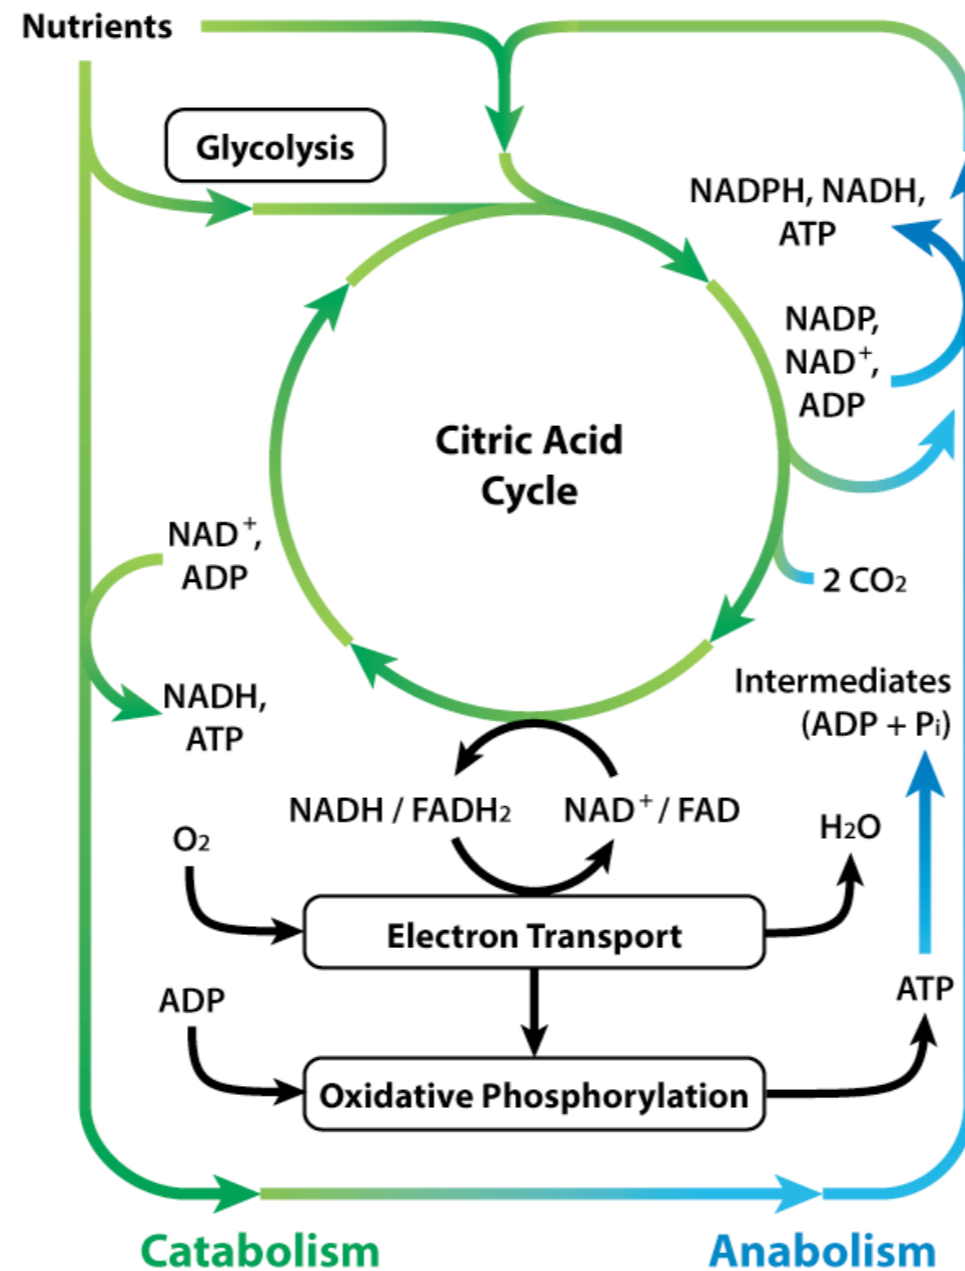 Nutrients
Glycolysis
NADPH, NADH,
ATP
NADP,
NAD⁺,
ADP
Citric Acid
Cycle
NAD⁺,
ADP
2 CO₂
NADH,
ATP
Intermediates
(ADP + Pᵢ)
NADH / FADH₂
NAD⁺ / FAD
O₂
H₂O
Electron Transport
ADP
ATP
Oxidative Phosphorylation
Catabolism
Anabolism